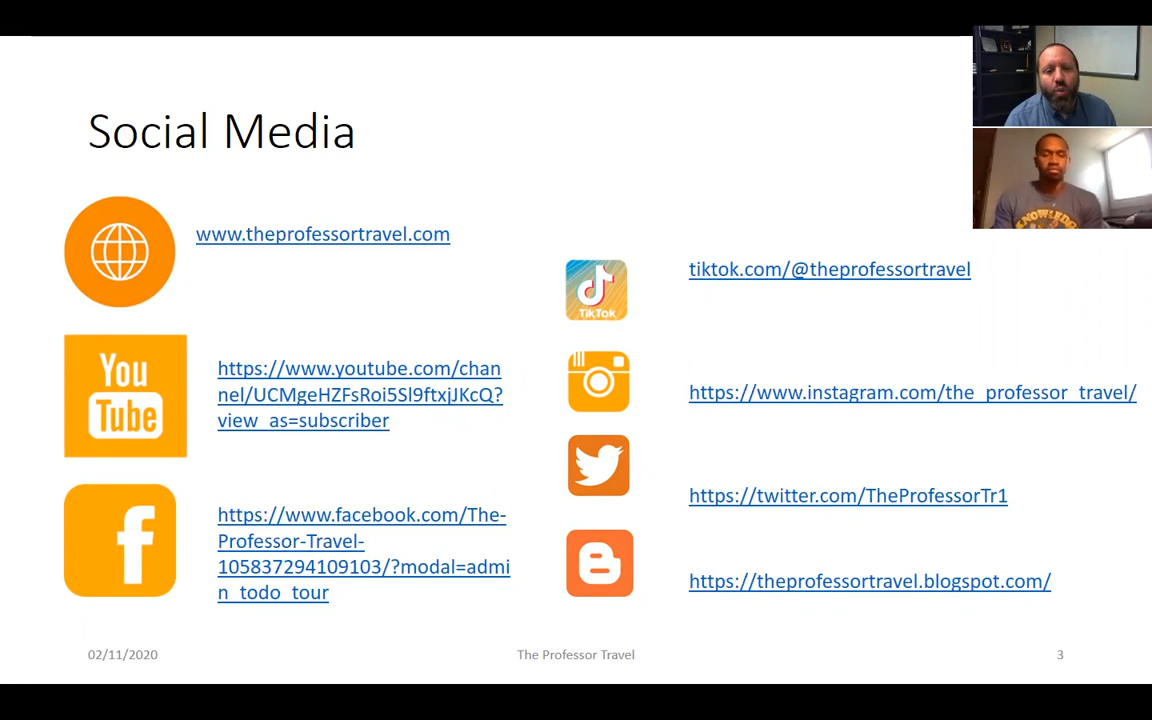 Social Media
www.theprofessortravel.com
You
Tube
https://www.youtube.com/chan
nel/UCMgeHZFsRoi5Sl9ftxjJKcQ?
view_as=subscriber
https://www.facebook.com/The-
Professor-Travel-
105837294109103/?modal=admi
n_todo_tour
TikTok
tiktok.com/@theprofessortravel
https://www.instagram.com/the_professor_travel/
https://twitter.com/TheProfessorTr1
https://theprofessortravel.blogspot.com/
KNOWLEDGE
02/11/2020
The Professor Travel
3